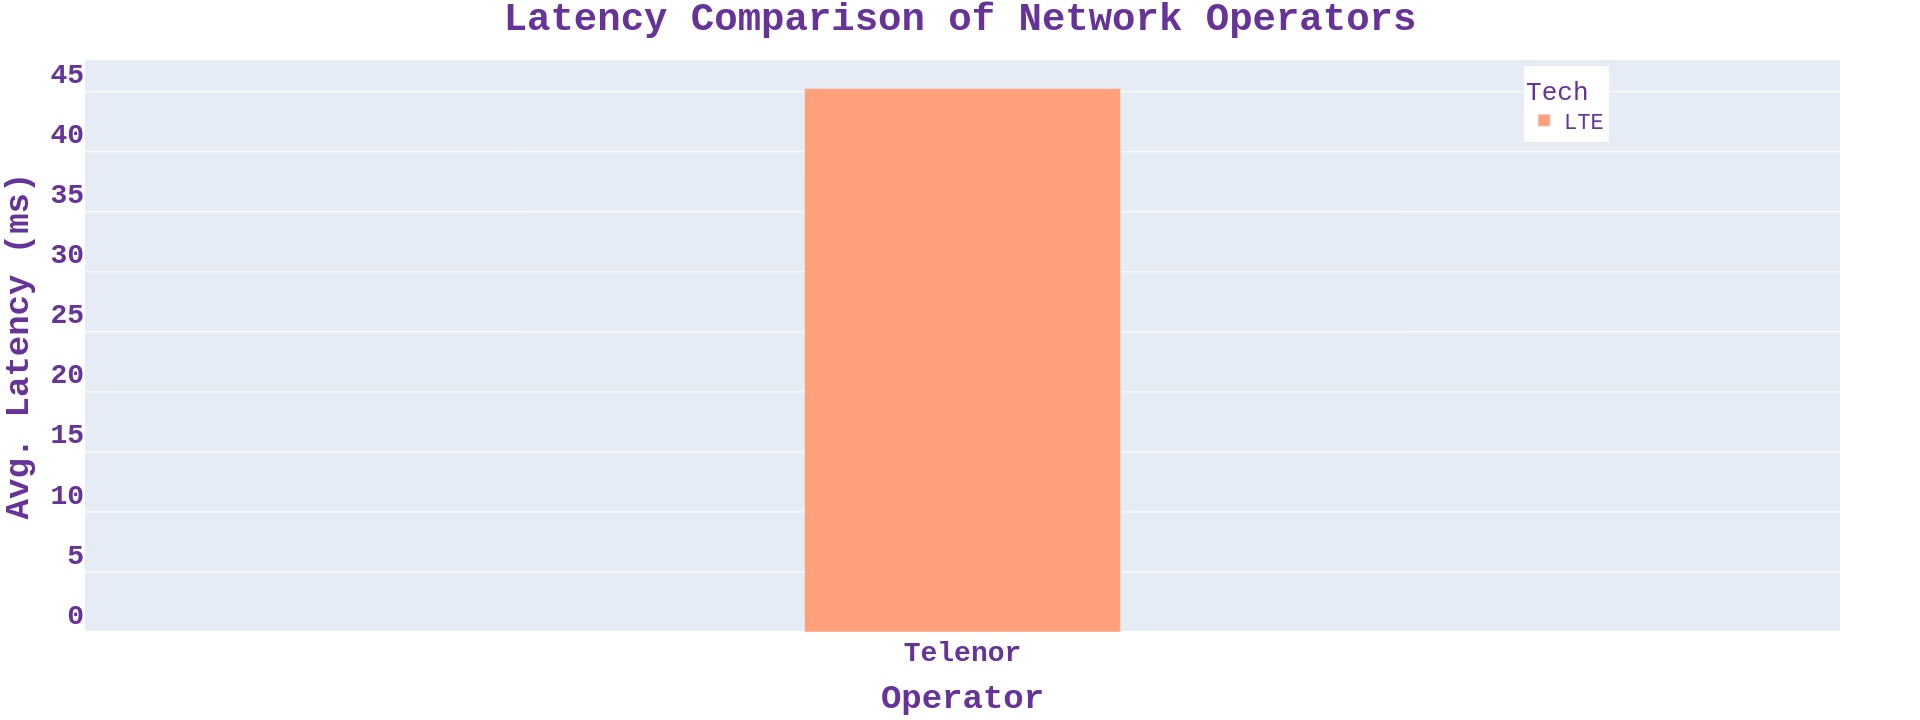 Latency Comparison of Network Operators
45
40
35
30
25
20
15
10
5
0
Avg. Latency (ms)
Tech
LTE
Telenor
Operator